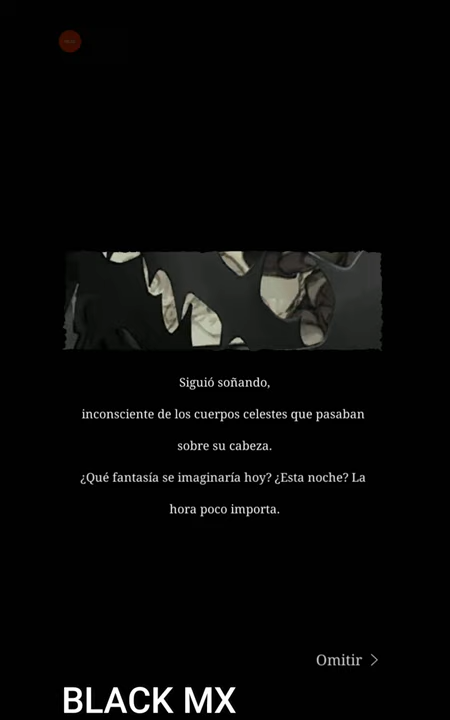 Siguió soñando,
inconsciente de los cuerpos celestes que pasaban
sobre su cabeza.
¿Qué fantasía se imaginaría hoy? ¿Esta noche? La
hora poco importa.
Omitir
BLACK MX